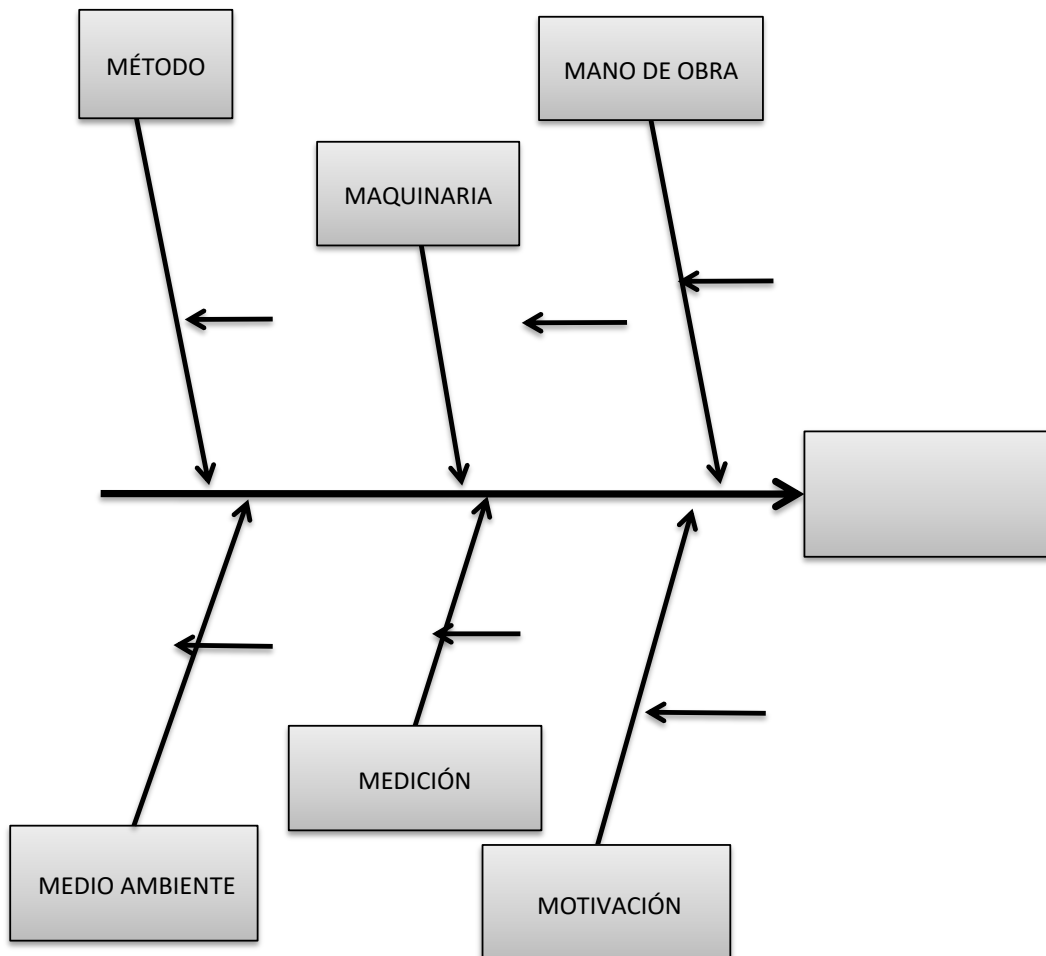 MÉTODO
MANO DE OBRA
MAQUINARIA
MEDICIÓN
MEDIO AMBIENTE
MOTIVACIÓN